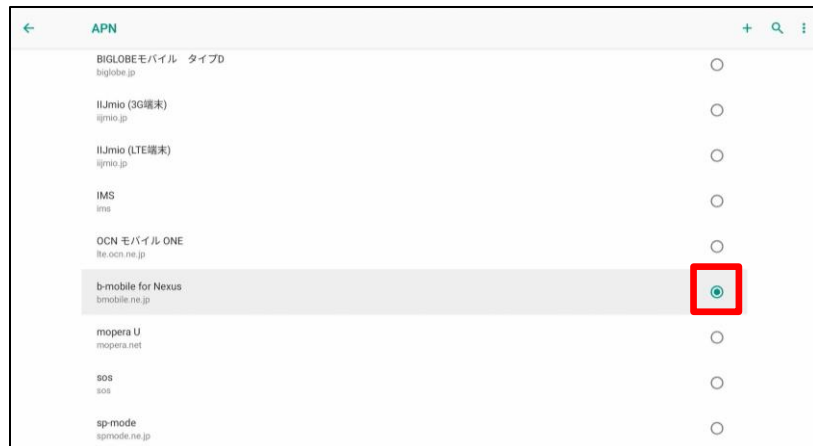 APN
BIGLOBEモバイル　タイプD
biglobe.jp
IIJmio (3G端末)
iijmio.jp
IIJmio (LTE端末)
iijmio.jp
IMS
ims
OCN モバイル ONE
lte.ocn.ne.jp
b-mobile for Nexus
bmobile.ne.jp
mopera U
mopera.net
sos
sos
sp-mode
spmode.ne.jp